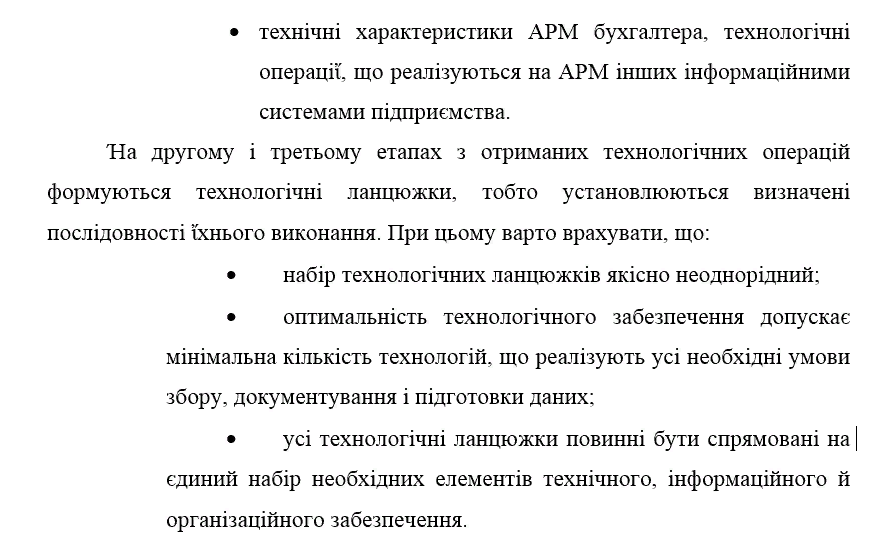 • технічні характеристики АРМ бухгалтера, технологічні
операції, що реалізуються на АРМ інших інформаційними
системами підприємства.
На другому і третьому етапах з отриманих технологічних операцій
формуються технологічні ланцюжки, тобто установлюються визначені
послідовності їхнього виконання. При цьому варто врахувати, що:
• набір технологічних ланцюжків якісно неоднорідний;
• оптимальність технологічного забезпечення допускає
мінімальна кількість технологій, що реалізують усі необхідні умови
збору, документування і підготовки даних;
• усі технологічні ланцюжки повинні бути спрямовані на
єдиний набір необхідних елементів технічного, інформаційного й
організаційного забезпечення.